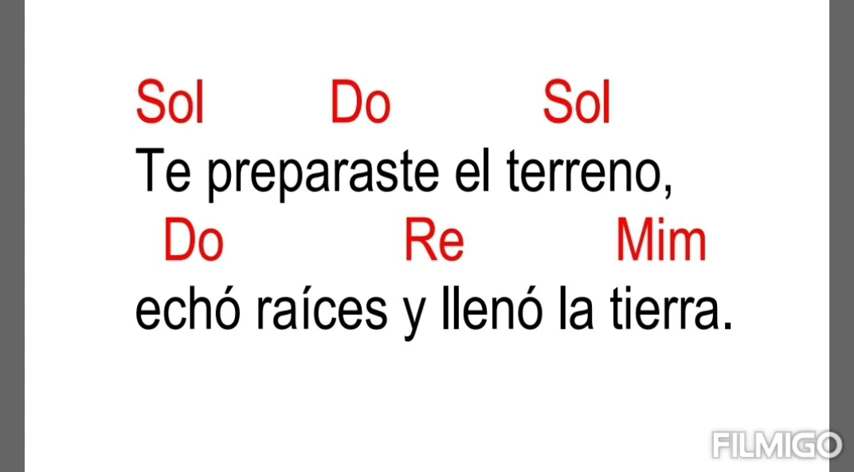 Sol Do Sol
Te preparaste el terreno,
Do Re Mim
echó raíces y llenó la tierra.
FILMIGO